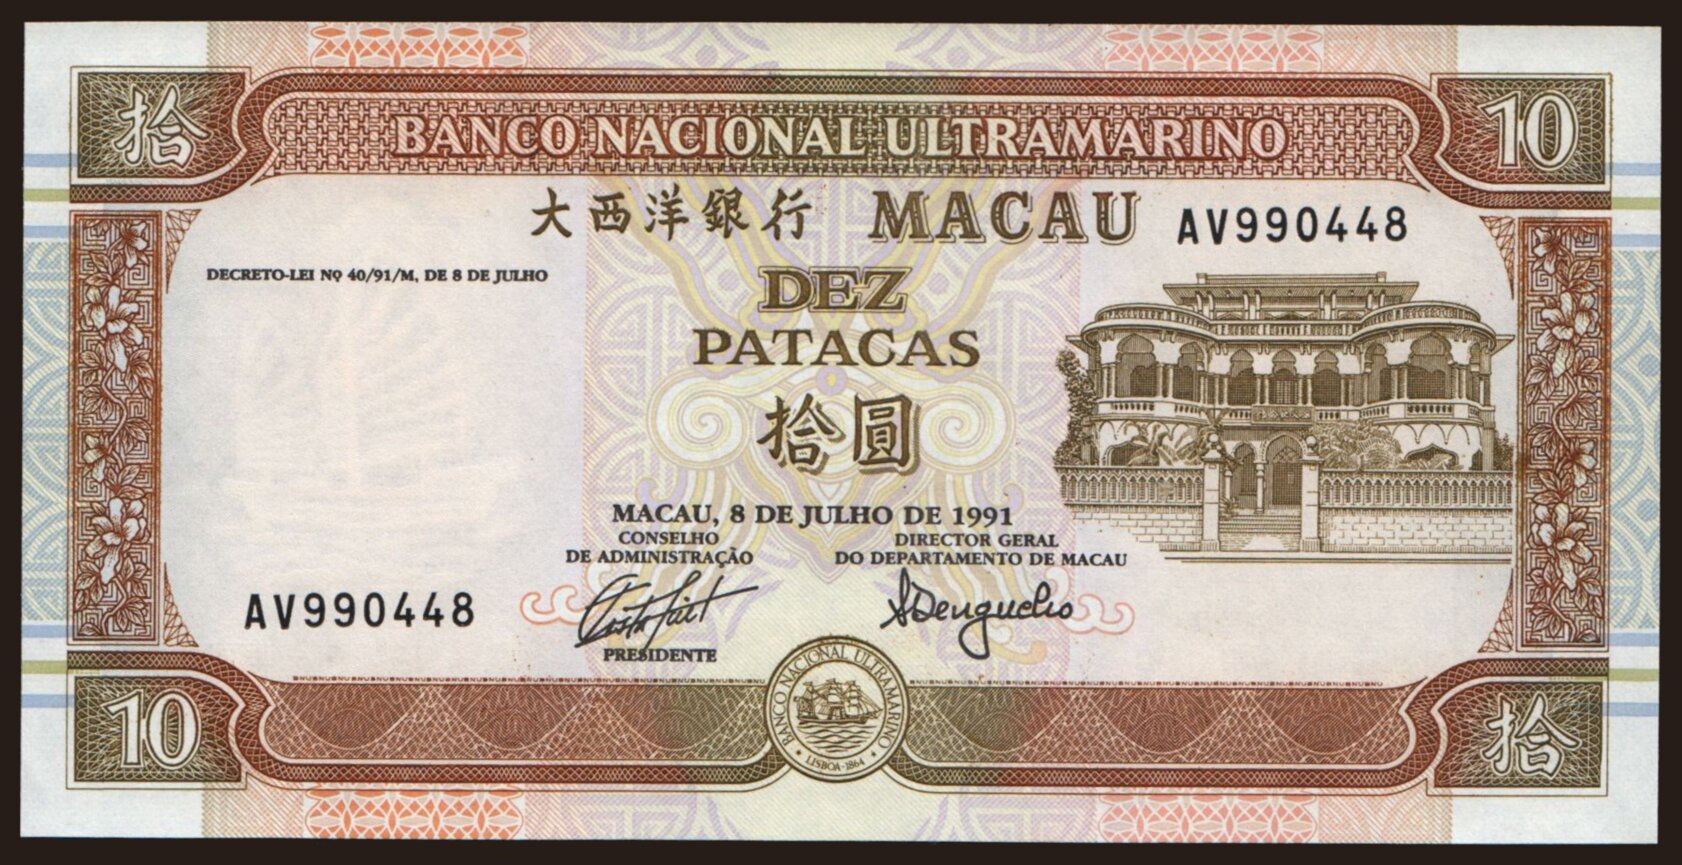 拾
BANCO NACIONAL ULTRAMARINO
10
大西洋銀行 MACAU AV990448
DECRETO-LEI Nº 40/91/M, DE 8 DE JULHO
DEZ
PATACAS
拾圓
MACAU, 8 DE JULHO DE 1991
CONSELHO
DE ADMINISTRAÇÃO
DIRECTOR GERAL
DO DEPARTAMENTO DE MACAU
AV990448
PRESIDENTE
10
BANCO NACIONAL ULTRAMARINO
LISBOA-1864
拾